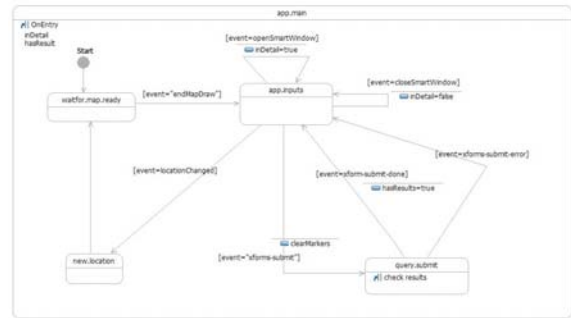 app.main
OnEntry
inDetail
hasResult
Start
[event=openSmartWindow]
inDetail=true
[event=closeSmartWindow]
inDetail=false
waitfor.map.ready
[event="endMapDraw"]
app.inputs
[event=xforms-submit-error]
[event=locationChanged]
[event=xform-submit-done]
hasResults=true
clearMarkers
[event="xforms-submit"]
new.location
query.submit
check results